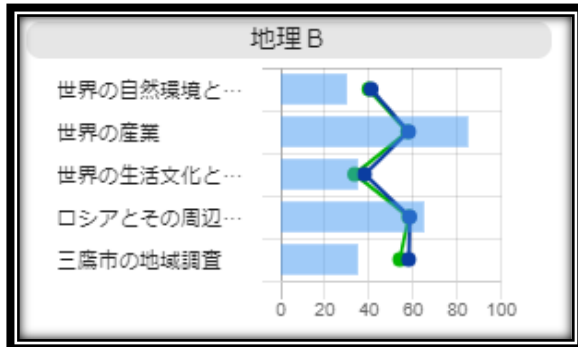 地理B
世界の自然環境と…
世界の産業
世界の生活文化と…
ロシアとその周辺…
三鷹市の地域調査
0 20 40 60 80 100